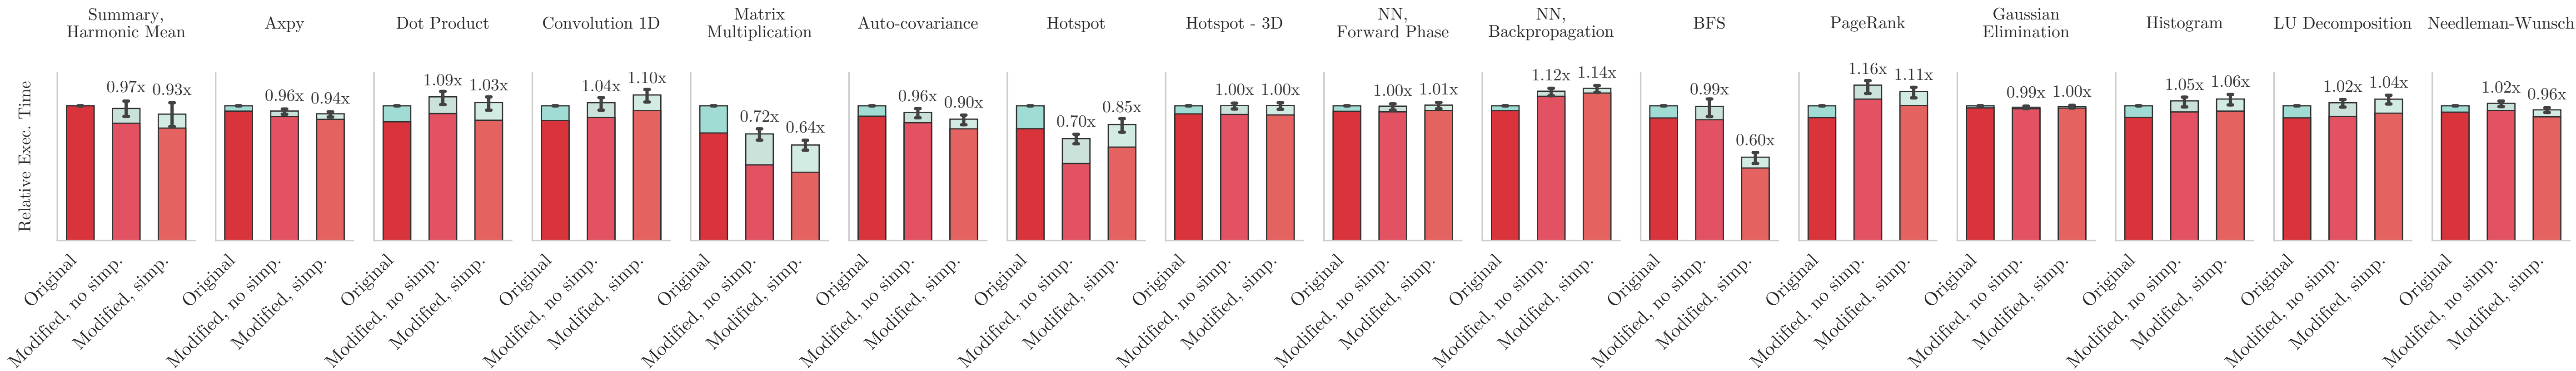 Summary,
Harmonic Mean
Axpy
Dot Product
Convolution 1D
Matrix
Multiplication
Auto-covariance
Hotspot
Hotspot - 3D
NN,
Forward Phase
NN,
Backpropagation
BFS
PageRank
Gaussian
Elimination
Histogram
LU Decomposition
Needleman-Wunsch
Relative Exec. Time
0.97x
0.93x
0.96x
0.94x
1.09x
1.03x
1.04x
1.10x
0.72x
0.64x
0.96x
0.90x
0.70x
0.85x
1.00x
1.00x
1.00x
1.01x
1.12x
1.14x
0.99x
0.60x
1.16x
1.11x
0.99x
1.00x
1.05x
1.06x
1.02x
1.04x
1.02x
0.96x
Original
Modified, no simp.
Modified, simp.
Original
Modified, no simp.
Modified, simp.
Original
Modified, no simp.
Modified, simp.
Original
Modified, no simp.
Modified, simp.
Original
Modified, no simp.
Modified, simp.
Original
Modified, no simp.
Modified, simp.
Original
Modified, no simp.
Modified, simp.
Original
Modified, no simp.
Modified, simp.
Original
Modified, no simp.
Modified, simp.
Original
Modified, no simp.
Modified, simp.
Original
Modified, no simp.
Modified, simp.
Original
Modified, no simp.
Modified, simp.
Original
Modified, no simp.
Modified, simp.
Original
Modified, no simp.
Modified, simp.
Original
Modified, no simp.
Modified, simp.
Original
Modified, no simp.
Modified, simp.